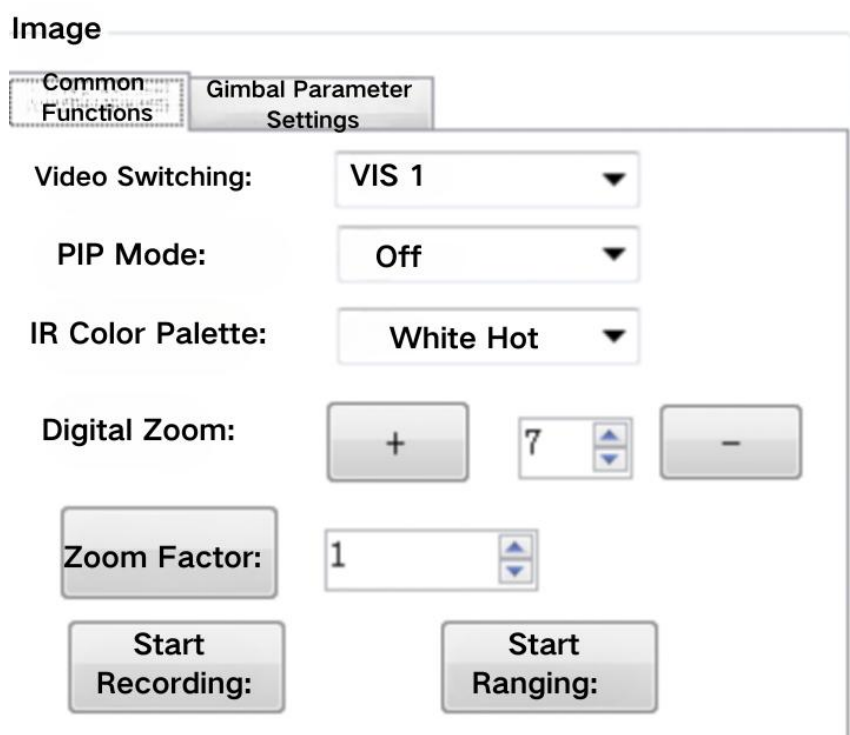 Image
Common
Functions
Gimbal Parameter
Settings
Video Switching:
VIS 1
PIP Mode:
Off
IR Color Palette:
White Hot
Digital Zoom:
+
7
−
Zoom Factor:
1
Start
Recording:
Start
Ranging: